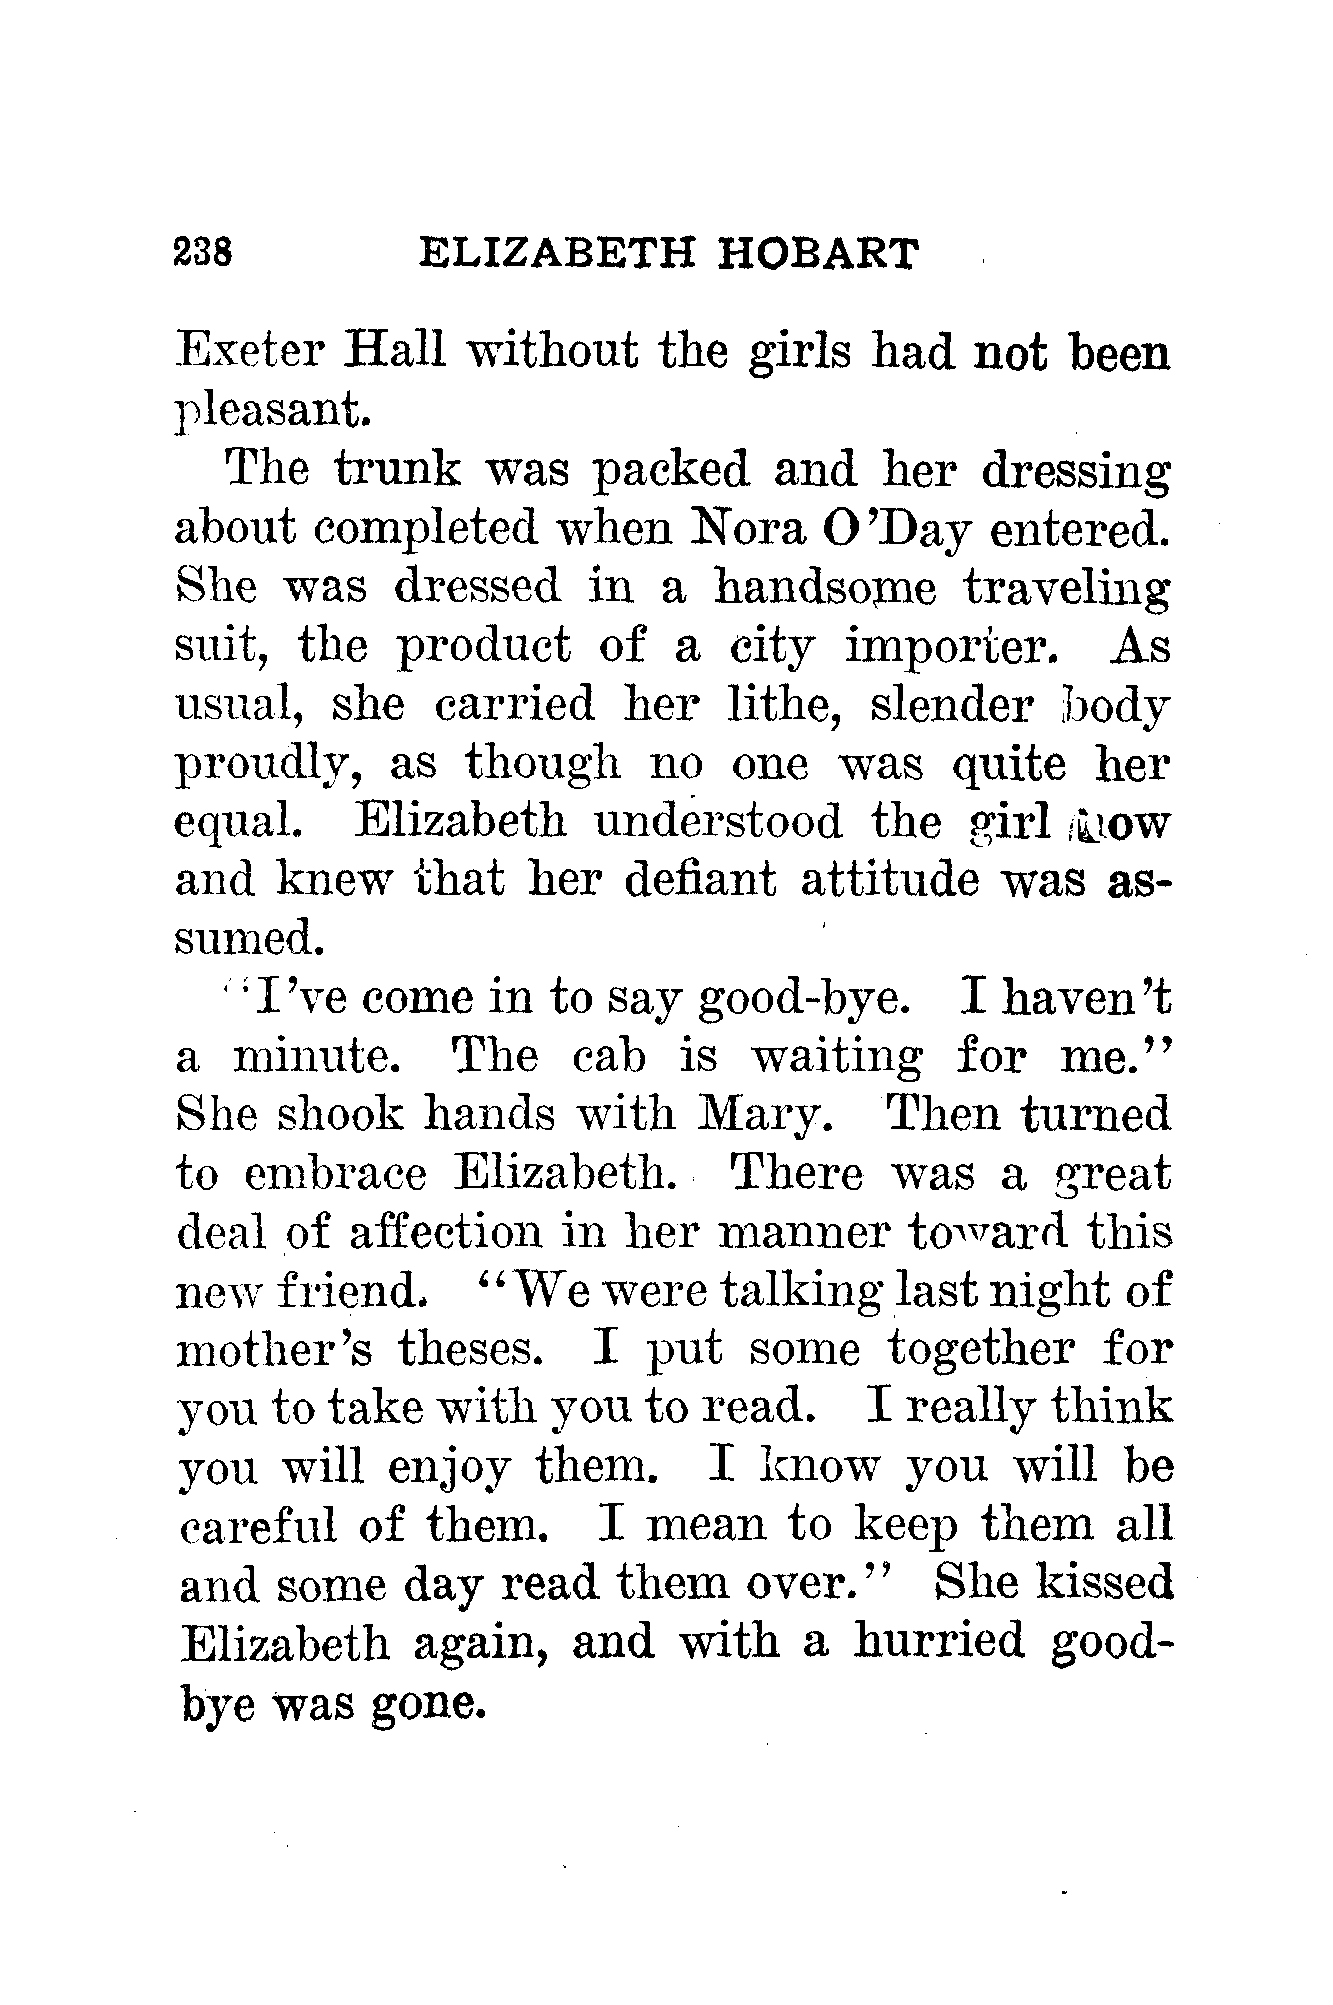 238 ELIZABETH HOBART
Exeter Hall without the girls had not been
pleasant.
The trunk was packed and her dressing
about completed when Nora O'Day entered.
She was dressed in a handsome traveling
suit, the product of a city importer. As
usual, she carried her lithe, slender body
proudly, as though no one was quite her
equal. Elizabeth understood the girl now
and knew that her defiant attitude was as-
sumed.
"I've come in to say good-bye. I haven't
a minute. The cab is waiting for me."
She shook hands with Mary. Then turned
to embrace Elizabeth. There was a great
deal of affection in her manner toward this
new friend. "We were talking last night of
mother's theses. I put some together for
you to take with you to read. I really think
you will enjoy them. I know you will be
careful of them. I mean to keep them all
and some day read them over." She kissed
Elizabeth again, and with a hurried good-
bye was gone.